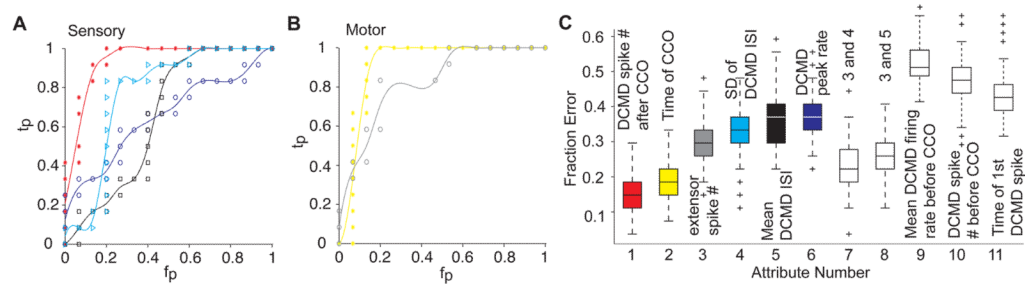 A
Sensory
tp
1
0.8
0.6
0.4
0.2
0
0
0.2
0.4
0.6
0.8
1
fp
B
Motor
tp
1
0.8
0.6
0.4
0.2
0
0
0.2
0.4
0.6
0.8
1
fp
C
Fraction Error
0.6
0.5
0.4
0.3
0.2
0.1
DCMD spike #
after CCO
Time of CCO
extensor
spike #
SD of
DCMD ISI
Mean
DCMD ISI
DCMD
peak rate
3 and 4
3 and 5
Mean DCMD firing
rate before CCO
DCMD spike
# before CCO
Time of 1st
DCMD spike
1
2
3
4
5
6
7
8
9
10
11
Attribute Number